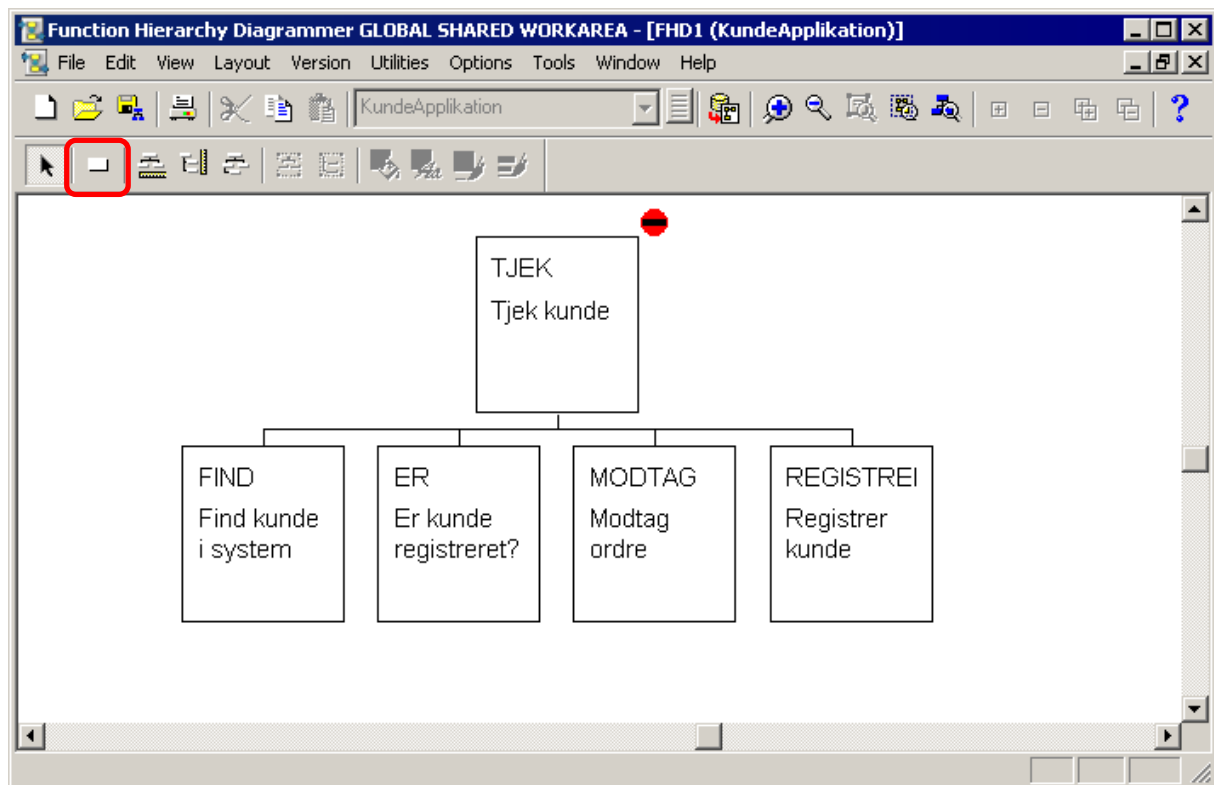 Function Hierarchy Diagrammer GLOBAL SHARED WORKAREA - [FHD1 (KundeApplikation)]
File Edit View Layout Version Utilities Options Tools Window Help
KundeApplikation
TJEK
Tjek kunde
FIND
Find kunde
i system
ER
Er kunde
registreret?
MODTAG
Modtag
ordre
REGISTREI
Registrer
kunde